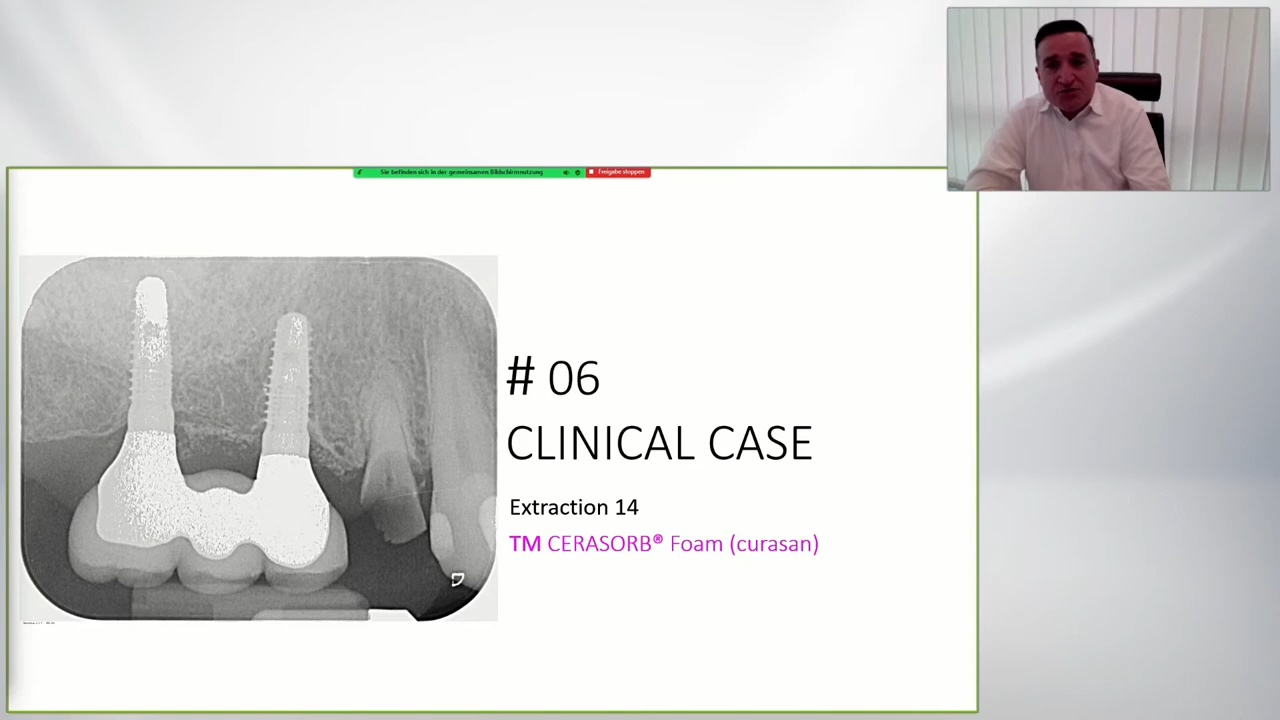 Sie befinden sich in der gemeinsamen Bildschirmnutzung
Freigabe stoppen
# 06
CLINICAL CASE
Extraction 14
TM CERASORB® Foam (curasan)